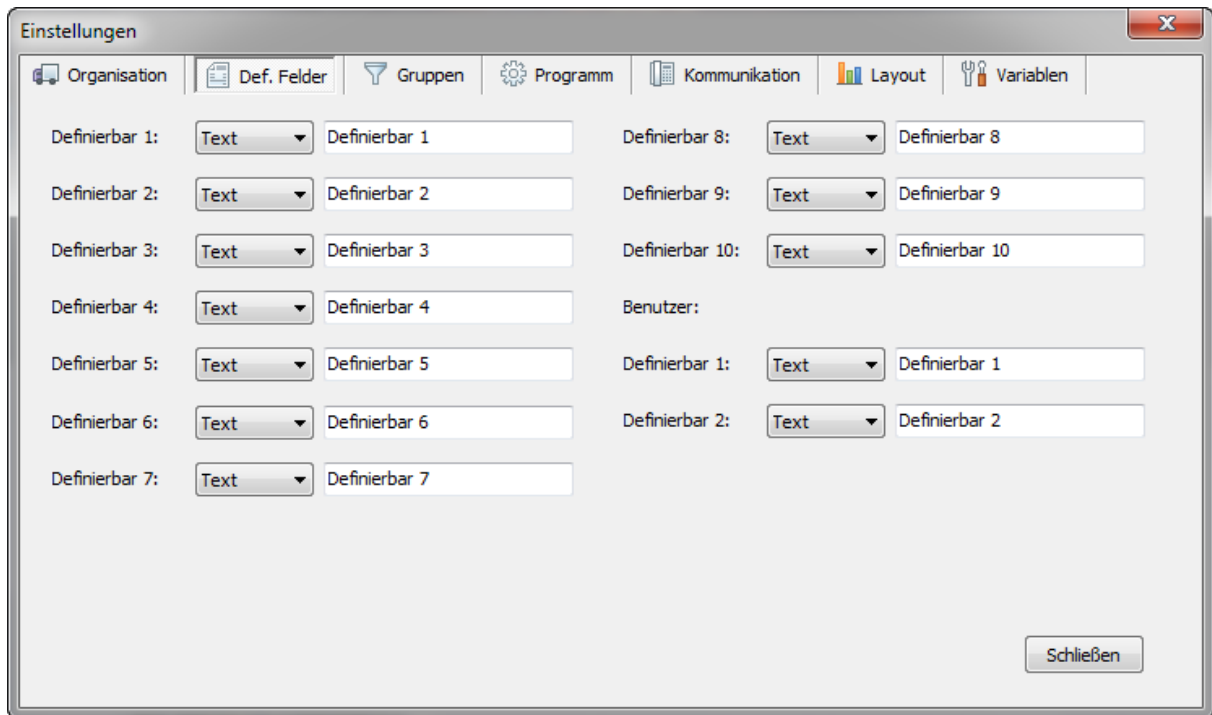 Einstellungen
Organisation Def. Felder Gruppen Programm Kommunikation Layout Variablen
Definierbar 1: Text Definierbar 1
Definierbar 2: Text Definierbar 2
Definierbar 3: Text Definierbar 3
Definierbar 4: Text Definierbar 4
Definierbar 5: Text Definierbar 5
Definierbar 6: Text Definierbar 6
Definierbar 7: Text Definierbar 7
Definierbar 8: Text Definierbar 8
Definierbar 9: Text Definierbar 9
Definierbar 10: Text Definierbar 10
Benutzer:
Definierbar 1: Text Definierbar 1
Definierbar 2: Text Definierbar 2
Schließen